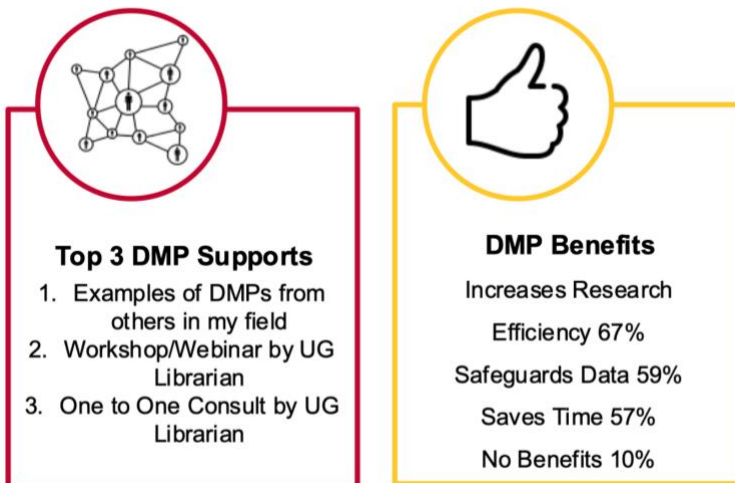 Top 3 DMP Supports
1. Examples of DMPs from
others in my field
2. Workshop/Webinar by UG
Librarian
3. One to One Consult by UG
Librarian
DMP Benefits
Increases Research
Efficiency 67%
Safeguards Data 59%
Saves Time 57%
No Benefits 10%